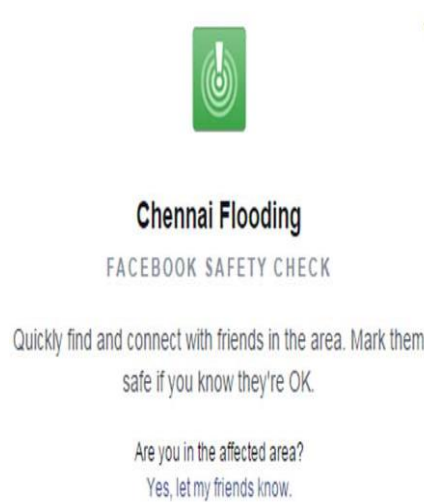 Chennai Flooding
FACEBOOK SAFETY CHECK
Quickly find and connect with friends in the area. Mark them
safe if you know they're OK.
Are you in the affected area?
Yes, let my friends know.